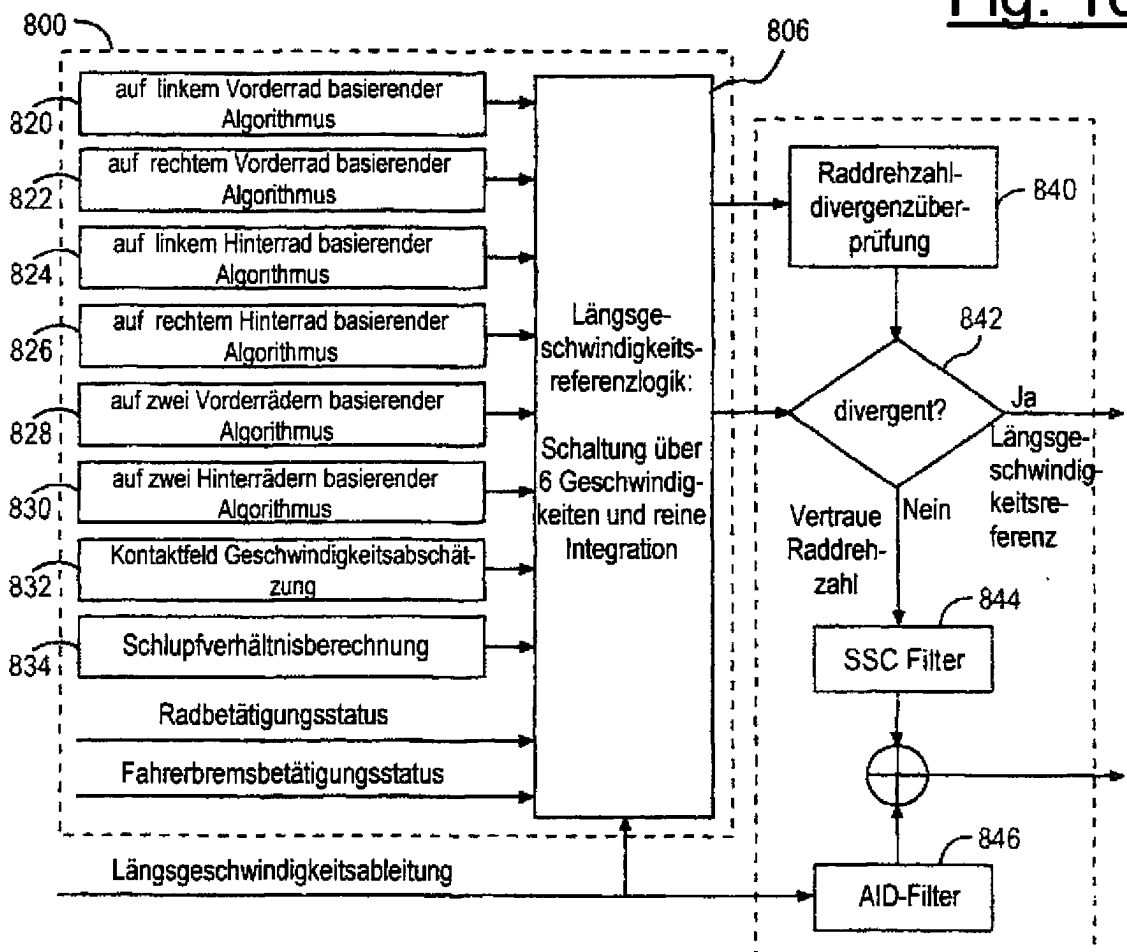 Fig. 10
800
806
820
auf linkem Vorderrad basierender
Algorithmus
822
auf rechtem Vorderrad basierender
Algorithmus
824
auf linkem Hinterrad basierender
Algorithmus
826
auf rechtem Hinterrad basierender
Algorithmus
828
auf zwei Vorderrädern basierender
Algorithmus
830
auf zwei Hinterrädern basierender
Algorithmus
832
Kontaktfeld Geschwindigkeitsabschät-
zung
834
Schlupfverhältnisberechnung
Radbetätigungsstatus
Fahrerbremsbetätigungsstatus
Längsgeschwindigkeitsableitung
Längsge-
schwindigkeits-
referenzlogik:
Schaltung über
6 Geschwindig-
keiten und reine
Integration
Raddrehzahl-
divergenzüber-
prüfung
840
842
divergent?
Ja
Längsge-
schwindig-
keitsre-
ferenz
Nein
Vertraue
Raddreh-
zahl
844
SSC Filter
846
AID-Filter